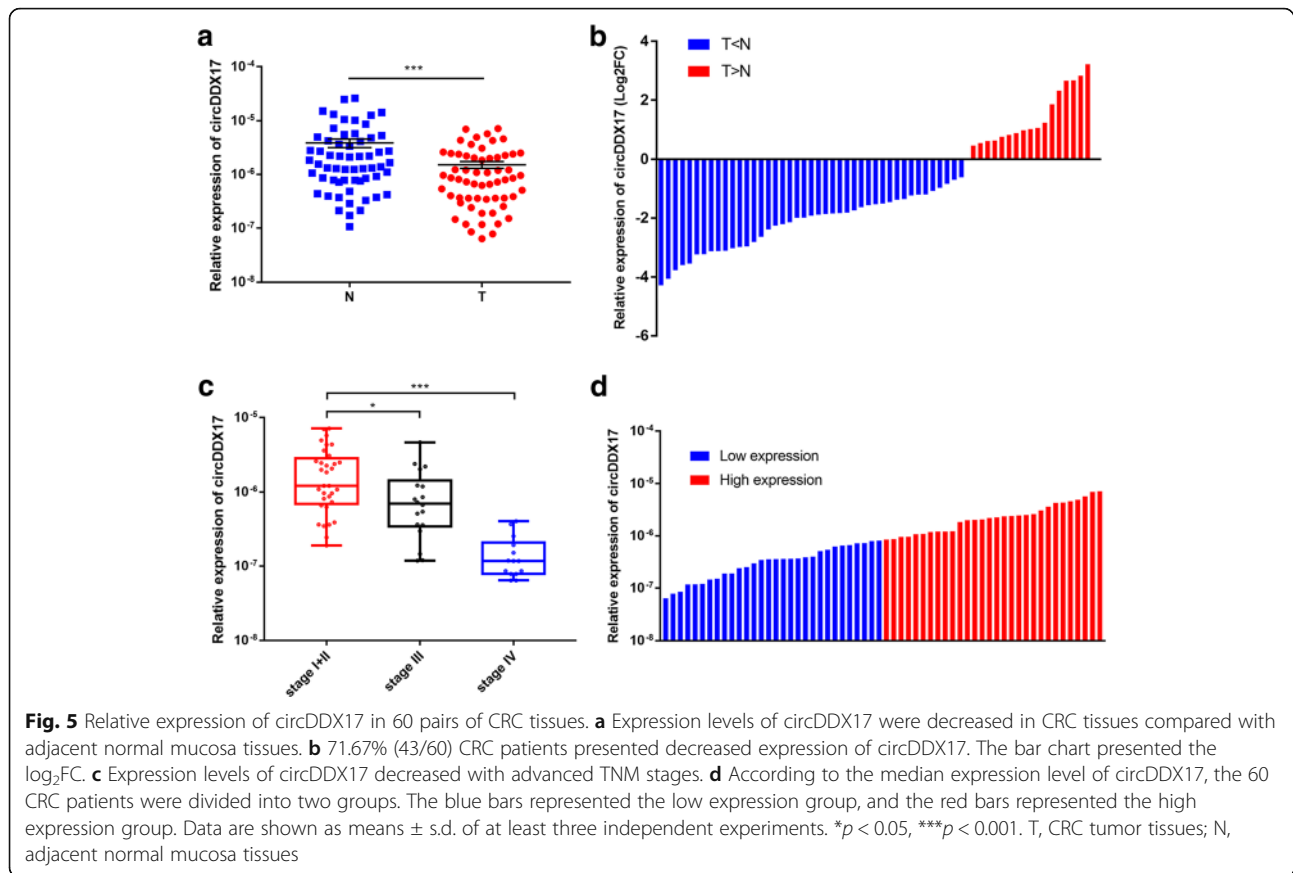 a
***
Relative expression of circDDX17
10⁻⁴
10⁻⁵
10⁻⁶
10⁻⁷
10⁻⁸
N
T
b
T<N
T>N
Relative expression of circDDX17 (Log2FC)
4
2
0
-2
-4
-6
c
***
*
Relative expression of circDDX17
10⁻⁵
10⁻⁶
10⁻⁷
10⁻⁸
stage I+II
stage III
stage IV
d
Low expression
High expression
Relative expression of circDDX17
10⁻⁴
10⁻⁵
10⁻⁶
10⁻⁷
10⁻⁸
Fig. 5 Relative expression of circDDX17 in 60 pairs of CRC tissues. a Expression levels of circDDX17 were decreased in CRC tissues compared with
adjacent normal mucosa tissues. b 71.67% (43/60) CRC patients presented decreased expression of circDDX17. The bar chart presented the
log₂FC. c Expression levels of circDDX17 decreased with advanced TNM stages. d According to the median expression level of circDDX17, the 60
CRC patients were divided into two groups. The blue bars represented the low expression group, and the red bars represented the high
expression group. Data are shown as means ± s.d. of at least three independent experiments. *p < 0.05, ***p < 0.001. T, CRC tumor tissues; N,
adjacent normal mucosa tissues